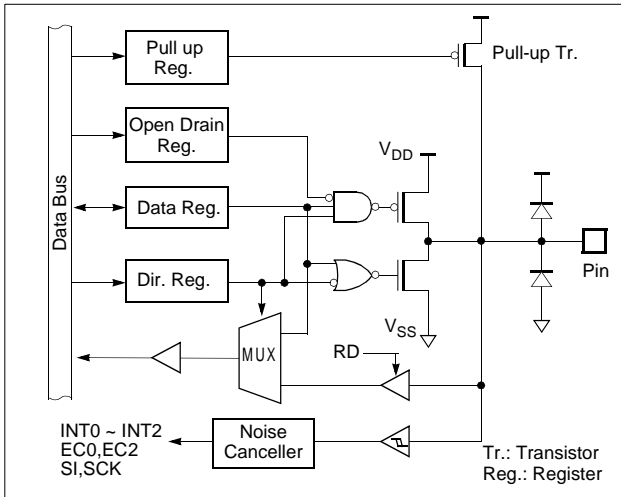 Pull up
Reg.
Pull-up Tr.
Open Drain
Reg.
VDD
Data Bus
Data Reg.
Dir. Reg.
Pin
VSS
MUX
RD
INT0 ~ INT2
EC0,EC2
SI,SCK
Noise
Canceller
Tr.: Transistor
Reg.: Register